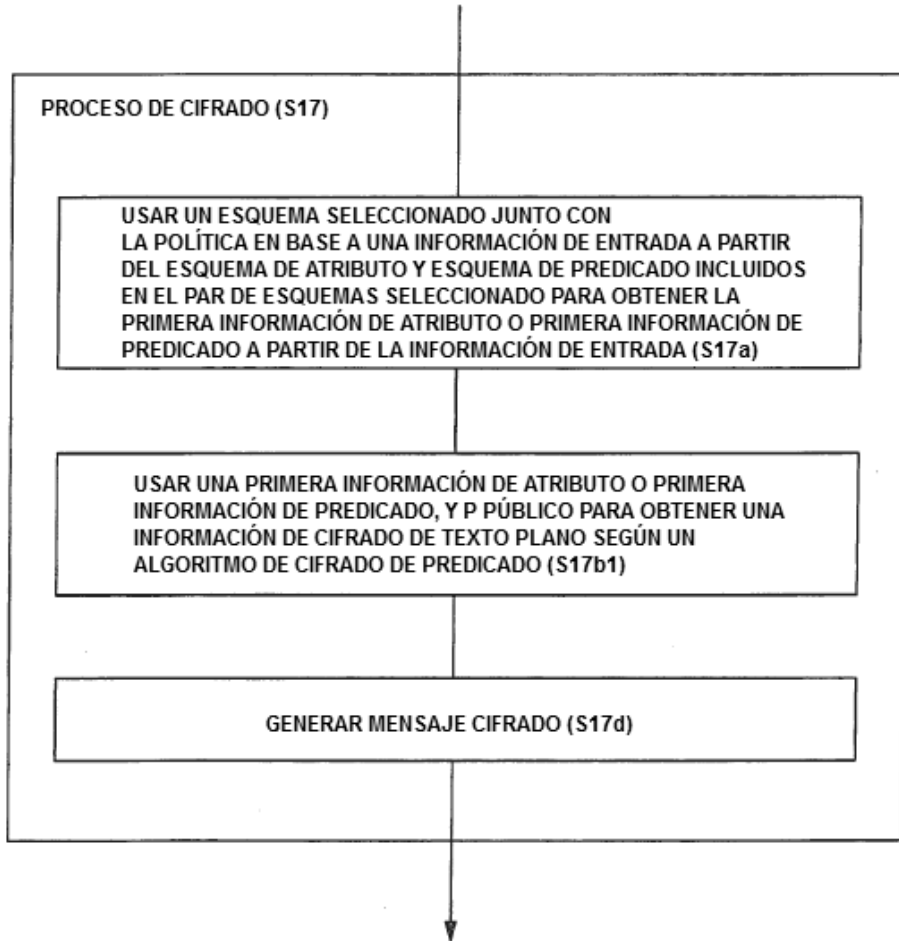 PROCESO DE CIFRADO (S17)
USAR UN ESQUEMA SELECCIONADO JUNTO CON
LA POLÍTICA EN BASE A UNA INFORMACIÓN DE ENTRADA A PARTIR
DEL ESQUEMA DE ATRIBUTO Y ESQUEMA DE PREDICADO INCLUIDOS
EN EL PAR DE ESQUEMAS SELECCIONADO PARA OBTENER LA
PRIMERA INFORMACIÓN DE ATRIBUTO O PRIMERA INFORMACIÓN DE
PREDICADO A PARTIR DE LA INFORMACIÓN DE ENTRADA (S17a)
USAR UNA PRIMERA INFORMACIÓN DE ATRIBUTO O PRIMERA
INFORMACIÓN DE PREDICADO, Y P PÚBLICO PARA OBTENER UNA
INFORMACIÓN DE CIFRADO DE TEXTO PLANO SEGÚN UN
ALGORITMO DE CIFRADO DE PREDICADO (S17b1)
GENERAR MENSAJE CIFRADO (S17d)